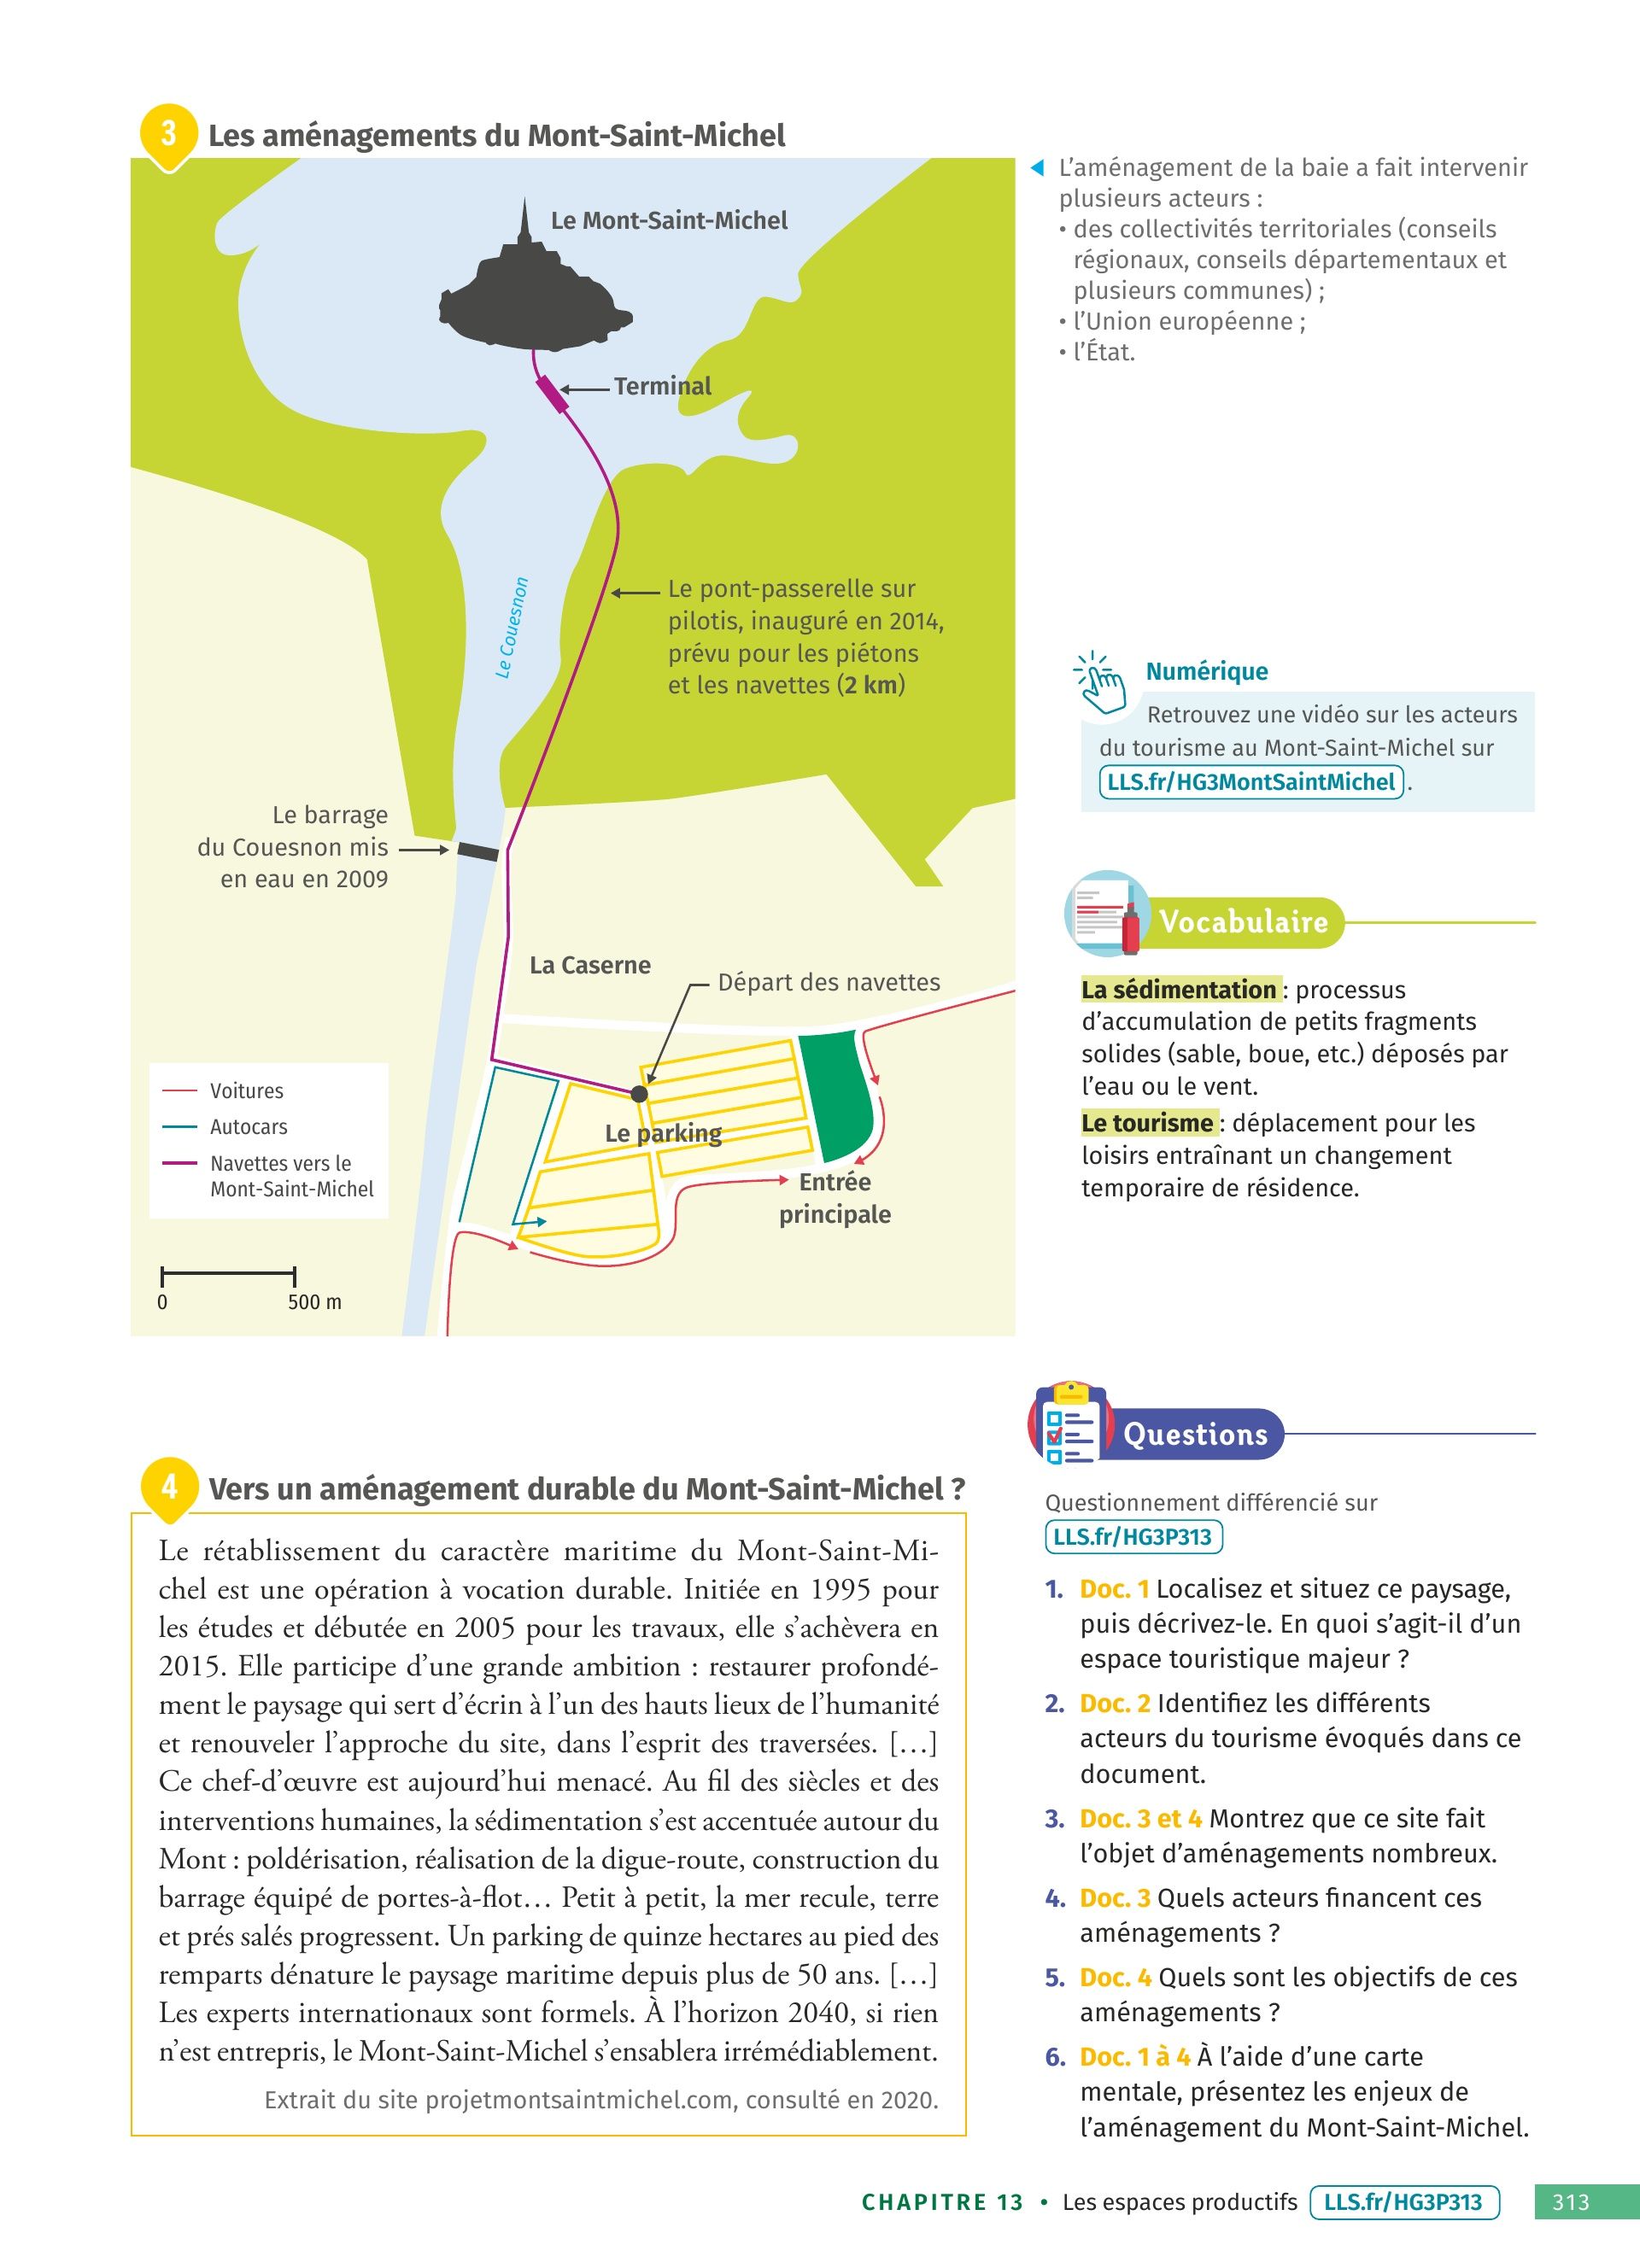 3
Les aménagements du Mont-Saint-Michel
Le Mont-Saint-Michel
Terminal
Le Couesnon
Le pont-passerelle sur
pilotis, inauguré en 2014,
prévu pour les piétons
et les navettes (2 km)
Le barrage
du Couesnon mis
en eau en 2009
La Caserne
Départ des navettes
Le parking
Entrée
principale
Voitures
Autocars
Navettes vers le
Mont-Saint-Michel
0 500 m
L'aménagement de la baie a fait intervenir
plusieurs acteurs :
• des collectivités territoriales (conseils
régionaux, conseils départementaux et
plusieurs communes) ;
• l'Union européenne ;
• l'État.
Numérique
Retrouvez une vidéo sur les acteurs
du tourisme au Mont-Saint-Michel sur
LLS.fr/HG3MontSaintMichel .
Vocabulaire
La sédimentation : processus
d'accumulation de petits fragments
solides (sable, boue, etc.) déposés par
l'eau ou le vent.
Le tourisme : déplacement pour les
loisirs entraînant un changement
temporaire de résidence.
4
Vers un aménagement durable du Mont-Saint-Michel ?
Le rétablissement du caractère maritime du Mont-Saint-Mi-
chel est une opération à vocation durable. Initiée en 1995 pour
les études et débutée en 2005 pour les travaux, elle s'achèvera en
2015. Elle participe d'une grande ambition : restaurer profondé-
ment le paysage qui sert d'écrin à l'un des hauts lieux de l'humanité
et renouveler l'approche du site, dans l'esprit des traversées. […]
Ce chef-d'œuvre est aujourd'hui menacé. Au fil des siècles et des
interventions humaines, la sédimentation s'est accentuée autour du
Mont : poldérisation, réalisation de la digue-route, construction du
barrage équipé de portes-à-flot… Petit à petit, la mer recule, terre
et prés salés progressent. Un parking de quinze hectares au pied des
remparts dénature le paysage maritime depuis plus de 50 ans. […]
Les experts internationaux sont formels. À l'horizon 2040, si rien
n'est entrepris, le Mont-Saint-Michel s'ensablera irrémédiablement.
Extrait du site projetmontsaintmichel.com, consulté en 2020.
Questions
Questionnement différencié sur
LLS.fr/HG3P313
1. Doc. 1 Localisez et situez ce paysage,
puis décrivez-le. En quoi s'agit-il d'un
espace touristique majeur ?
2. Doc. 2 Identifiez les différents
acteurs du tourisme évoqués dans ce
document.
3. Doc. 3 et 4 Montrez que ce site fait
l'objet d'aménagements nombreux.
4. Doc. 3 Quels acteurs financent ces
aménagements ?
5. Doc. 4 Quels sont les objectifs de ces
aménagements ?
6. Doc. 1 à 4 À l'aide d'une carte
mentale, présentez les enjeux de
l'aménagement du Mont-Saint-Michel.
CHAPITRE 13 • Les espaces productifs LLS.fr/HG3P313 313